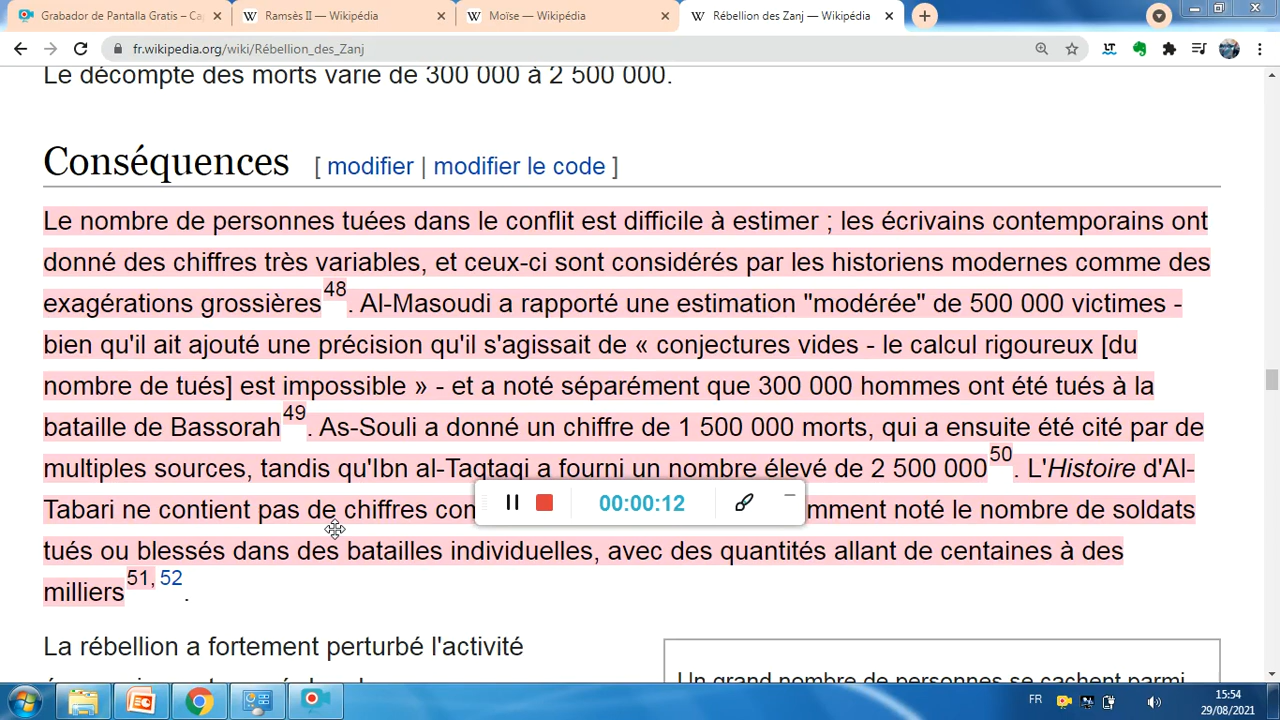 Grabador de Pantalla Gratis – Ca
Ramsès II — Wikipédia
Moïse — Wikipédia
Rébellion des Zanj — Wikipédia
fr.wikipedia.org/wiki/Rébellion_des_Zanj
Le décompte des morts varie de 300 000 à 2 500 000.
Conséquences [ modifier | modifier le code ]
Le nombre de personnes tuées dans le conflit est difficile à estimer ; les écrivains contemporains ont
donné des chiffres très variables, et ceux-ci sont considérés par les historiens modernes comme des
exagérations grossières48. Al-Masoudi a rapporté une estimation "modérée" de 500 000 victimes -
bien qu'il ait ajouté une précision qu'il s'agissait de « conjectures vides - le calcul rigoureux [du
nombre de tués] est impossible » - et a noté séparément que 300 000 hommes ont été tués à la
bataille de Bassorah49. As-Souli a donné un chiffre de 1 500 000 morts, qui a ensuite été cité par de
multiples sources, tandis qu'Ibn al-Taqtaqi a fourni un nombre élevé de 2 500 00050. L'Histoire d'Al-
Tabari ne contient pas de chiffres com mment noté le nombre de soldats
00:00:12
tués ou blessés dans des batailles individuelles, avec des quantités allant de centaines à des
milliers51, 52.
La rébellion a fortement perturbé l'activité
Un grand nombre de personnes se cachent parmi
FR
15:54
29/08/2021